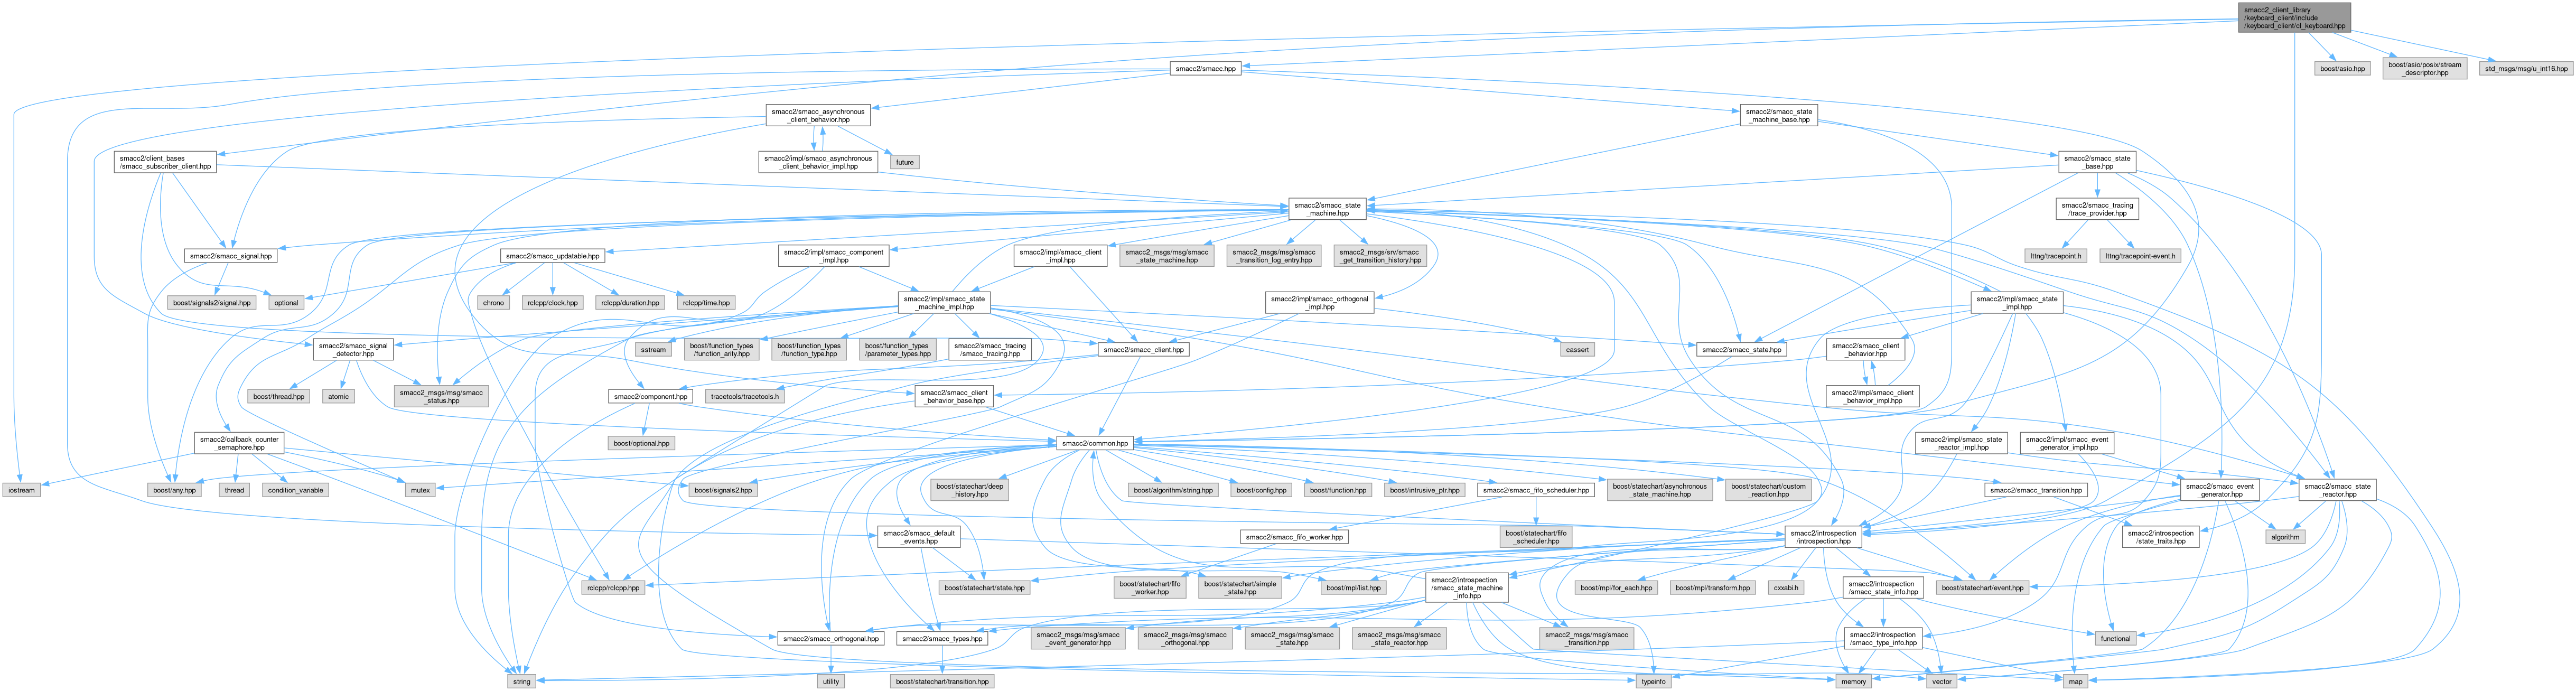 smacc2_client_library
/keyboard_client/include
/keyboard_client/cl_keyboard.hpp
smacc2/smacc.hpp
boost/asio.hpp
boost/asio/posix/stream
_descriptor.hpp
std_msgs/msg/u_int16.hpp
smacc2/smacc_asynchronous
_client_behavior.hpp
smacc2/smacc_state
_machine_base.hpp
smacc2/client_bases
/smacc_subscriber_client.hpp
smacc2/impl/smacc_asynchronous
_client_behavior_impl.hpp
future
smacc2/smacc_state
_base.hpp
smacc2/smacc_state
_machine.hpp
smacc2/smacc_tracing
/trace_provider.hpp
smacc2/smacc_signal.hpp
smacc2/smacc_updatable.hpp
smacc2/impl/smacc_component
_impl.hpp
smacc2/impl/smacc_client
_impl.hpp
smacc2_msgs/msg/smacc
_state_machine.hpp
smacc2_msgs/msg/smacc
_transition_log_entry.hpp
smacc2_msgs/srv/smacc
_get_transition_history.hpp
lttng/tracepoint.h
lttng/tracepoint-event.h
boost/signals2/signal.hpp
optional
chrono
rclcpp/clock.hpp
rclcpp/duration.hpp
rclcpp/time.hpp
smacc2/impl/smacc_state
_machine_impl.hpp
smacc2/impl/smacc_orthogonal
_impl.hpp
smacc2/impl/smacc_state
_impl.hpp
smacc2/smacc_signal
_detector.hpp
sstream
boost/function_types
/function_arity.hpp
boost/function_types
/function_type.hpp
boost/function_types
/parameter_types.hpp
smacc2/smacc_tracing
/smacc_tracing.hpp
smacc2/smacc_client.hpp
cassert
smacc2/smacc_state.hpp
smacc2/smacc_client
_behavior.hpp
boost/thread.hpp
atomic
smacc2_msgs/msg/smacc
_status.hpp
smacc2/component.hpp
tracetools/tracetools.h
smacc2/smacc_client
_behavior_base.hpp
smacc2/impl/smacc_client
_behavior_impl.hpp
smacc2/callback_counter
_semaphore.hpp
boost/optional.hpp
smacc2/common.hpp
smacc2/impl/smacc_state
_reactor_impl.hpp
smacc2/impl/smacc_event
_generator_impl.hpp
iostream
boost/any.hpp
thread
condition_variable
mutex
boost/signals2.hpp
boost/statechart/deep
_history.hpp
boost/algorithm/string.hpp
boost/config.hpp
boost/function.hpp
boost/intrusive_ptr.hpp
smacc2/smacc_fifo_scheduler.hpp
boost/statechart/asynchronous
_state_machine.hpp
boost/statechart/custom
_reaction.hpp
smacc2/smacc_transition.hpp
smacc2/smacc_event
_generator.hpp
smacc2/smacc_state
_reactor.hpp
smacc2/smacc_default
_events.hpp
smacc2/smacc_fifo_worker.hpp
boost/statechart/fifo
_scheduler.hpp
smacc2/introspection
/introspection.hpp
smacc2/introspection
/state_traits.hpp
algorithm
rclcpp/rclcpp.hpp
boost/statechart/state.hpp
boost/statechart/fifo
_worker.hpp
boost/statechart/simple
_state.hpp
boost/mpl/list.hpp
smacc2/introspection
/smacc_state_machine
_info.hpp
boost/mpl/for_each.hpp
boost/mpl/transform.hpp
cxxabi.h
smacc2/introspection
/smacc_state_info.hpp
boost/statechart/event.hpp
smacc2/smacc_orthogonal.hpp
smacc2/smacc_types.hpp
smacc2_msgs/msg/smacc
_event_generator.hpp
smacc2_msgs/msg/smacc
_orthogonal.hpp
smacc2_msgs/msg/smacc
_state.hpp
smacc2_msgs/msg/smacc
_state_reactor.hpp
smacc2_msgs/msg/smacc
_transition.hpp
smacc2/introspection
/smacc_type_info.hpp
functional
string
utility
boost/statechart/transition.hpp
typeinfo
memory
vector
map